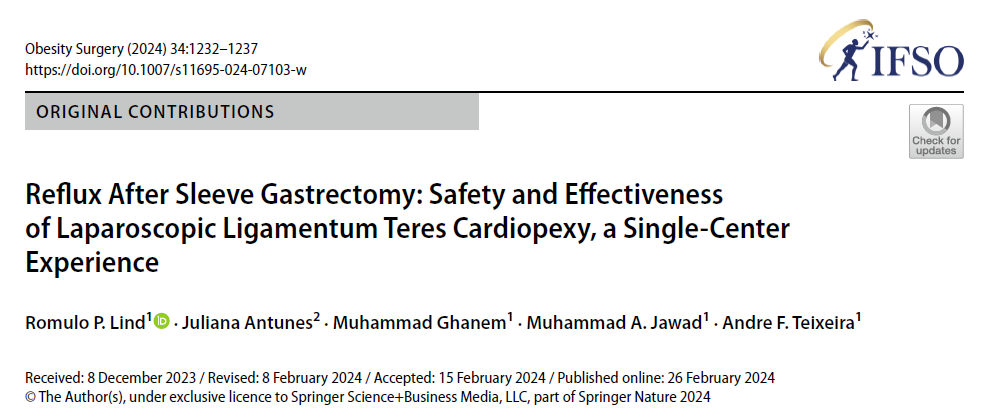 Obesity Surgery (2024) 34:1232–1237
https://doi.org/10.1007/s11695-024-07103-w
IFSO
ORIGINAL CONTRIBUTIONS
Check for
updates
Reflux After Sleeve Gastrectomy: Safety and Effectiveness
of Laparoscopic Ligamentum Teres Cardiopexy, a Single-Center
Experience
Romulo P. Lind¹ iD · Juliana Antunes² · Muhammad Ghanem¹ · Muhammad A. Jawad¹ · Andre F. Teixeira¹
Received: 8 December 2023 / Revised: 8 February 2024 / Accepted: 15 February 2024 / Published online: 26 February 2024
© The Author(s), under exclusive licence to Springer Science+Business Media, LLC, part of Springer Nature 2024